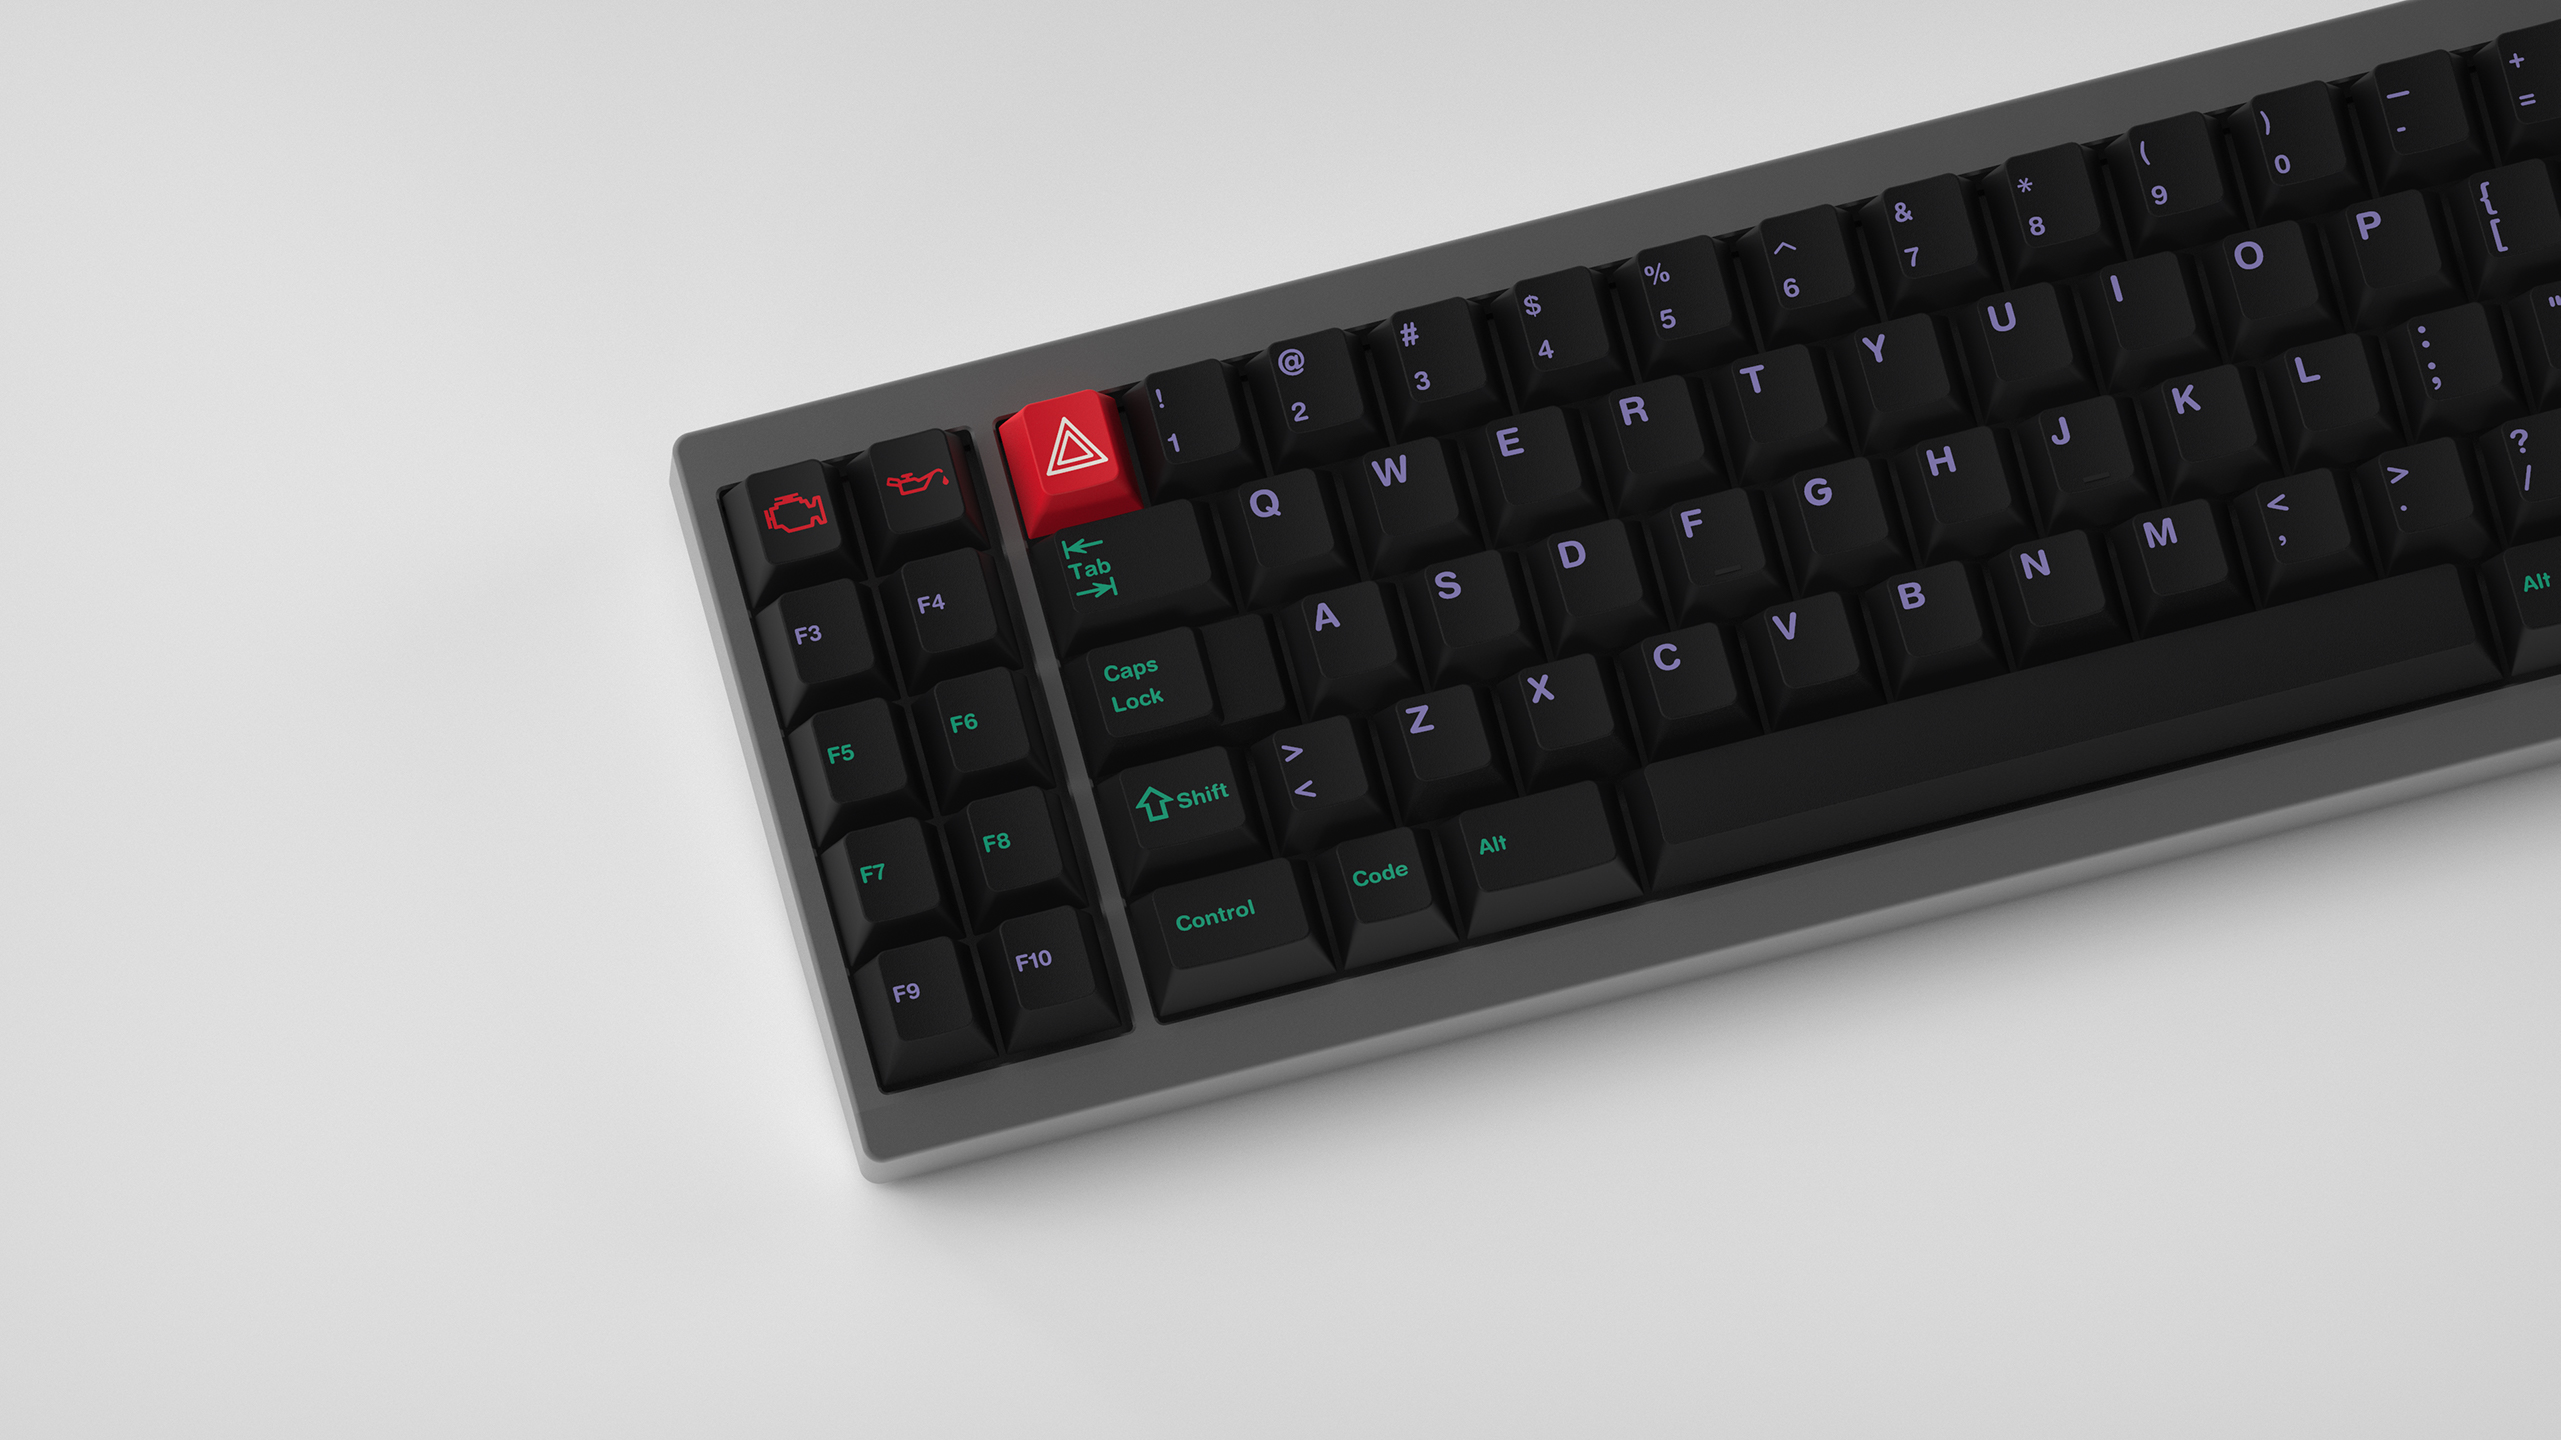 ! @ # $ % ^ & * ( ) _ +
1 2 3 4 5 6 7 8 9 0 - =
Tab Q W E R T Y U I O P {
[
F3 F4
Caps
Lock
A S D F G H J K L :
;
"
F5 F6
Shift
>
<
Z X C V B N M
<
,
>
.
?
/
F7 F8
Control Code Alt Alt
F9 F10